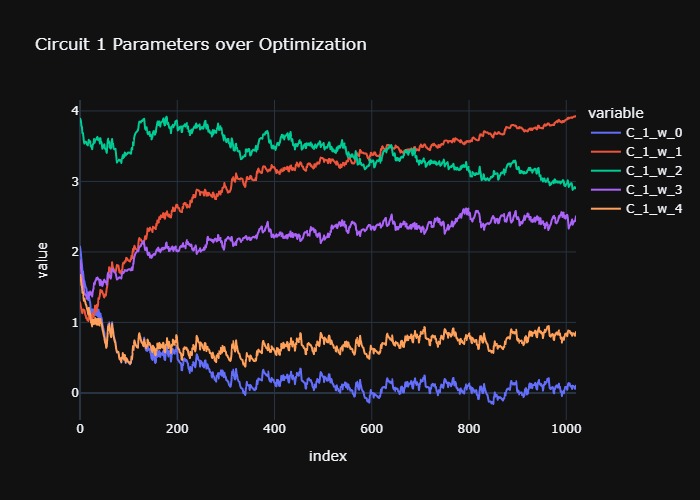 Circuit 1 Parameters over Optimization
variable
C_1_w_0
C_1_w_1
C_1_w_2
C_1_w_3
C_1_w_4
4
3
2
1
0
value
0 200 400 600 800 1000
index